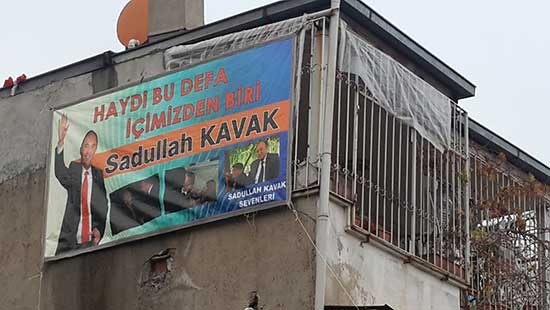 HAYDİ BU DEFA
İÇİMİZDEN BİRİ
Sadullah KAVAK
SADULLAH KAVAK
SEVENLERİ